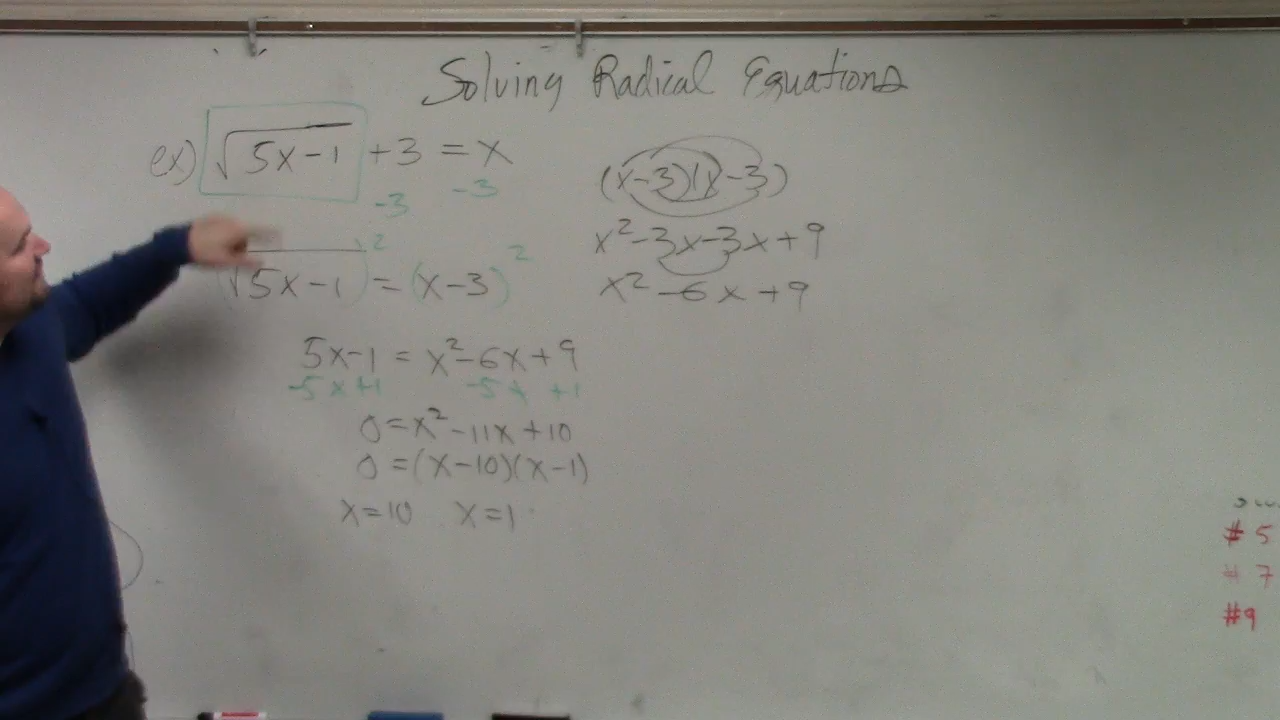 Solving Radical Equations
ex) √5x-1 +3 = x
-3 -3
(√5x-1)² = (x-3)²
5x-1 = x²-6x+9
-5x+1 -5x +1
0=x²-11x+10
0=(x-10)(x-1)
x=10 x=1
(x-3)(x-3)
x²-3x-3x+9
x²-6x+9
#5
#7
#9